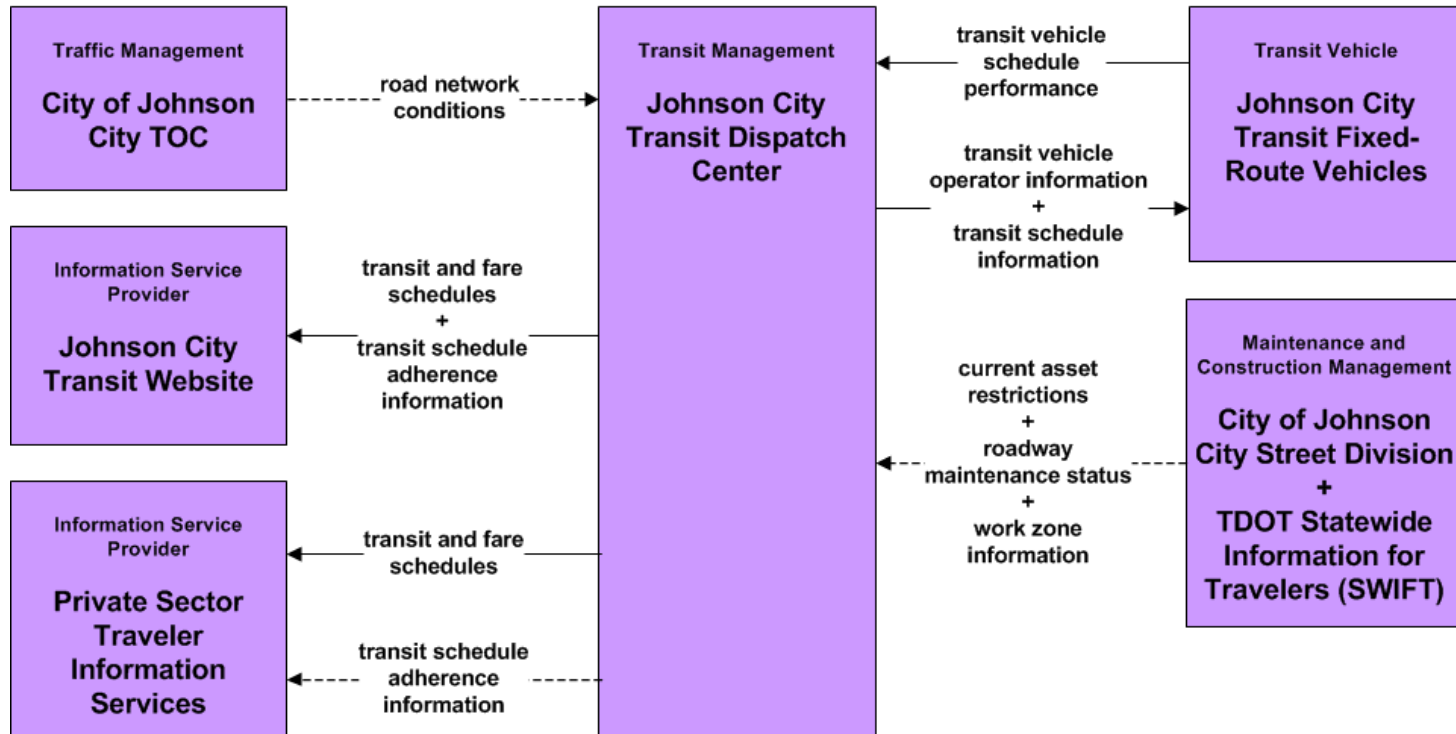 Traffic Management
City of Johnson
City TOC
road network
conditions
Transit Management
Johnson City
Transit Dispatch
Center
transit vehicle
schedule
performance
Transit Vehicle
Johnson City
Transit Fixed-
Route Vehicles
transit vehicle
operator information
+
transit schedule
information
Information Service
Provider
Johnson City
Transit Website
transit and fare
schedules
+
transit schedule
adherence
information
Maintenance and
Construction Management
City of Johnson
City Street Division
+
TDOT Statewide
Information for
Travelers (SWIFT)
current asset
restrictions
+
roadway
maintenance status
+
work zone
information
Information Service
Provider
Private Sector
Traveler
Information
Services
transit and fare
schedules
transit schedule
adherence
information